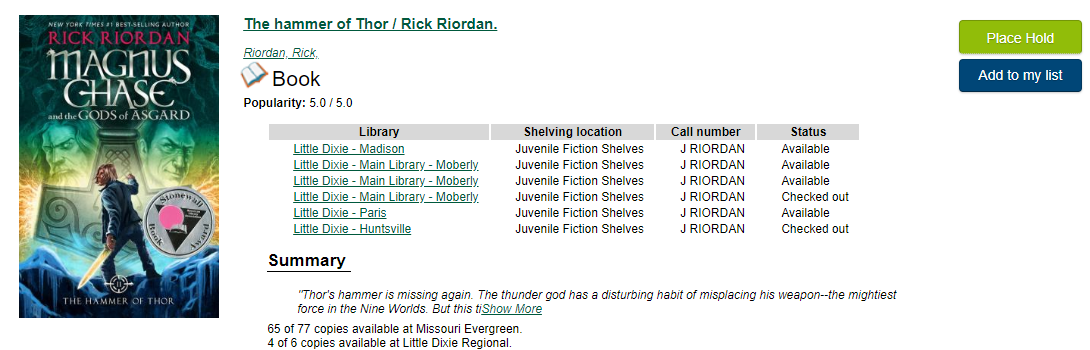 NEW YORK TIMES #1 BEST-SELLING AUTHOR
RICK RIORDAN
MAGNUS
CHASE
and the GODS of ASGARD
Stonewall
Book
Award
II
THE HAMMER OF THOR
The hammer of Thor / Rick Riordan.
Riordan, Rick,
Book
Popularity: 5.0 / 5.0
Place Hold
Add to my list
Library Shelving location Call number Status
Little Dixie - Madison Juvenile Fiction Shelves J RIORDAN Available
Little Dixie - Main Library - Moberly Juvenile Fiction Shelves J RIORDAN Available
Little Dixie - Main Library - Moberly Juvenile Fiction Shelves J RIORDAN Available
Little Dixie - Main Library - Moberly Juvenile Fiction Shelves J RIORDAN Checked out
Little Dixie - Paris Juvenile Fiction Shelves J RIORDAN Available
Little Dixie - Huntsville Juvenile Fiction Shelves J RIORDAN Checked out
Summary
"Thor's hammer is missing again. The thunder god has a disturbing habit of misplacing his weapon--the mightiest
force in the Nine Worlds. But this tiShow More
65 of 77 copies available at Missouri Evergreen.
4 of 6 copies available at Little Dixie Regional.